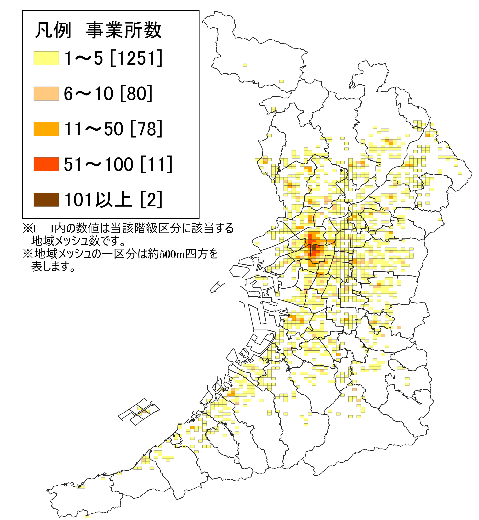 凡例 事業所数
1～5 [1251]
6～10 [80]
11～50 [78]
51～100 [11]
101以上 [2]
※[ ]内の数値は当該階級区分に該当する
地域メッシュ数です。
※地域メッシュの一区分は約500m四方を
表します。